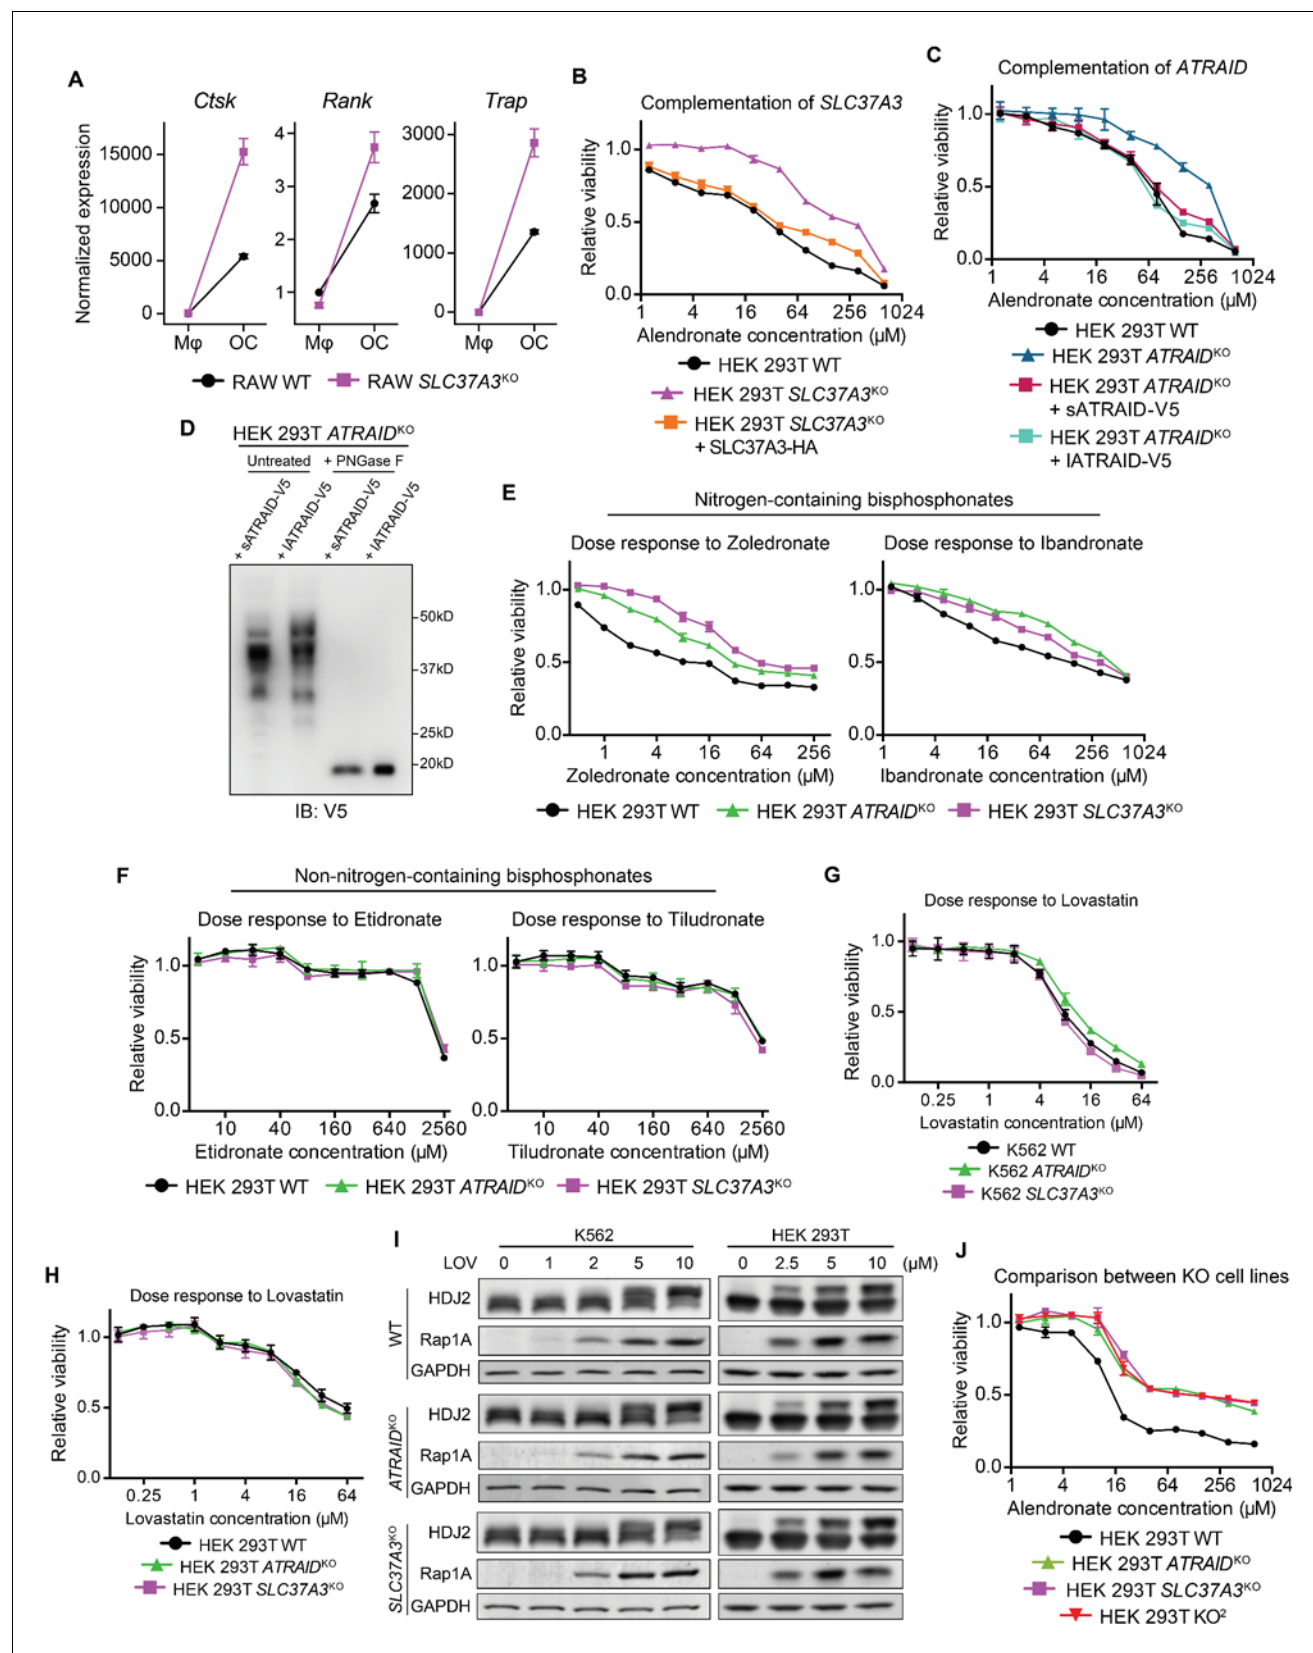 A
Ctsk
Rank
Trap
Normalized expression
15000
10000
5000
0
4
3
2
1
3000
2000
1000
0
Mφ OC
Mφ OC
Mφ OC
RAW WT RAW SLC37A3KO
B
Complementation of SLC37A3
Relative viability
1.0
0.5
0.0
1 4 16 64 256 1024
Alendronate concentration (µM)
HEK 293T WT
HEK 293T SLC37A3KO
HEK 293T SLC37A3KO
+ SLC37A3-HA
C
Complementation of ATRAID
Relative viability
1.0
0.5
0.0
1 4 16 64 256 1024
Alendronate concentration (µM)
HEK 293T WT
HEK 293T ATRAIDKO
HEK 293T ATRAIDKO
+ sATRAID-V5
HEK 293T ATRAIDKO
+ lATRAID-V5
D
HEK 293T ATRAIDKO
Untreated + PNGase F
+ sATRAID-V5
+ lATRAID-V5
+ sATRAID-V5
+ lATRAID-V5
-50kD
-37kD
-25kD
-20kD
IB: V5
E
Nitrogen-containing bisphosphonates
Dose response to Zoledronate
Relative viability
1.0
0.5
0.0
1 4 16 64 256
Zoledronate concentration (µM)
Dose response to Ibandronate
1.0
0.5
0.0
1 4 16 64 256 1024
Ibandronate concentration (µM)
HEK 293T WT HEK 293T ATRAIDKO HEK 293T SLC37A3KO
F
Non-nitrogen-containing bisphosphonates
Dose response to Etidronate
Relative viability
1.0
0.5
0.0
10 40 160 640 2560
Etidronate concentration (µM)
Dose response to Tiludronate
1.0
0.5
0.0
10 40 160 640 2560
Tiludronate concentration (µM)
HEK 293T WT HEK 293T ATRAIDKO HEK 293T SLC37A3KO
G
Dose response to Lovastatin
Relative viability
1.0
0.5
0.0
0.25 1 4 16 64
Lovastatin concentration (µM)
K562 WT
K562 ATRAIDKO
K562 SLC37A3KO
H
Dose response to Lovastatin
Relative viability
1.0
0.5
0.0
0.25 1 4 16 64
Lovastatin concentration (µM)
HEK 293T WT
HEK 293T ATRAIDKO
HEK 293T SLC37A3KO
I
K562 HEK 293T
LOV 0 1 2 5 10 0 2.5 5 10 (µM)
WT
HDJ2
Rap1A
GAPDH
ATRAIDKO
HDJ2
Rap1A
GAPDH
SLC37A3KO
HDJ2
Rap1A
GAPDH
J
Comparison between KO cell lines
Relative viability
1.0
0.5
0.0
1 4 16 64 256 1024
Alendronate concentration (µM)
HEK 293T WT
HEK 293T ATRAIDKO
HEK 293T SLC37A3KO
HEK 293T KO²